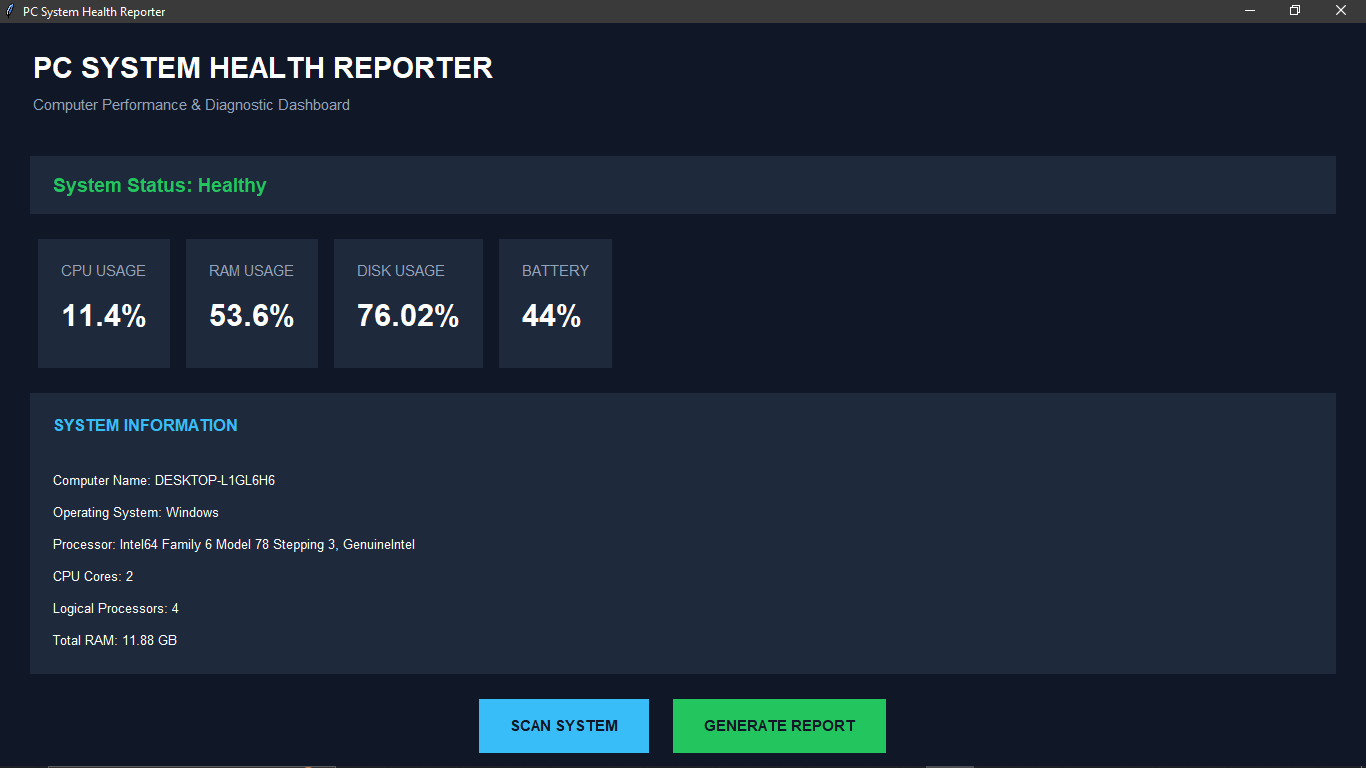 PC System Health Reporter
PC SYSTEM HEALTH REPORTER
Computer Performance & Diagnostic Dashboard
System Status: Healthy
CPU USAGE
11.4%
RAM USAGE
53.6%
DISK USAGE
76.02%
BATTERY
44%
SYSTEM INFORMATION
Computer Name: DESKTOP-L1GL6H6
Operating System: Windows
Processor: Intel64 Family 6 Model 78 Stepping 3, GenuineIntel
CPU Cores: 2
Logical Processors: 4
Total RAM: 11.88 GB
SCAN SYSTEM
GENERATE REPORT